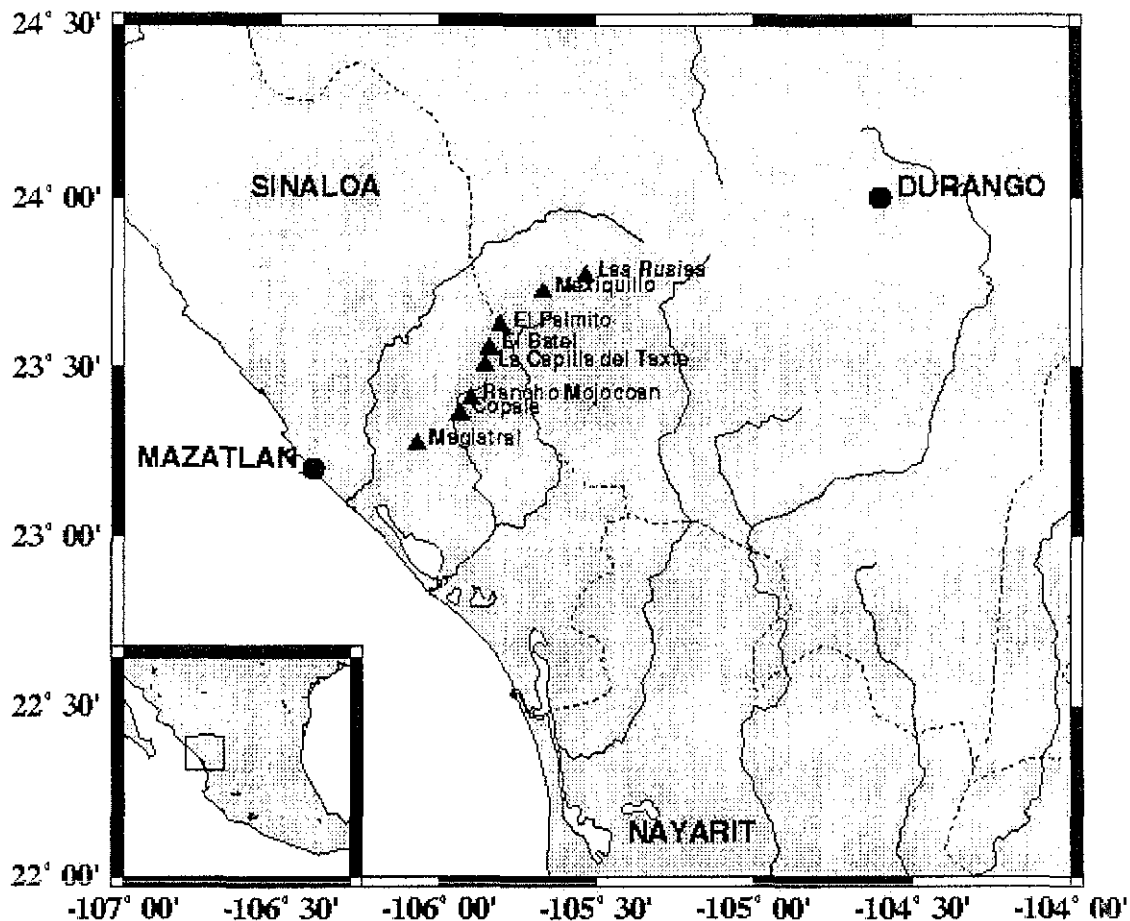 24° 30'
SINALOA
24° 00'
DURANGO
Las Rusias
Mexiquillo
El Palmito
El Batel
23° 30'
La Capilla del Taxte
Rancho Mojocoan
Copala
Magistral
MAZATLAN
23° 00'
22° 30'
NAYARIT
22° 00'
-107° 00' -106° 30' -106° 00' -105° 30' -105° 00' -104° 30' -104° 00'